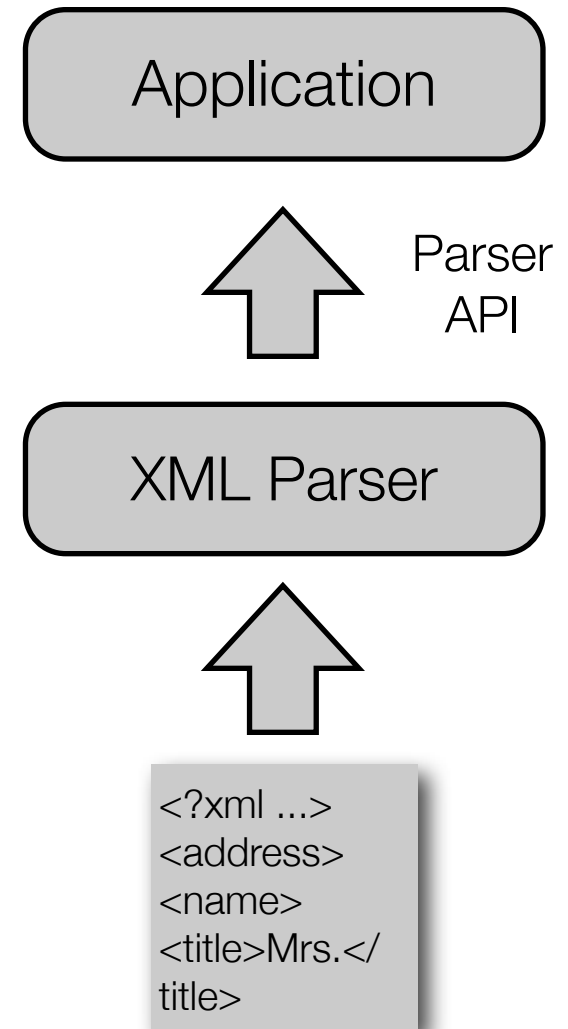 Application
Parser
API
XML Parser
<?xml ...>
<address>
<name>
<title>Mrs.</
title>